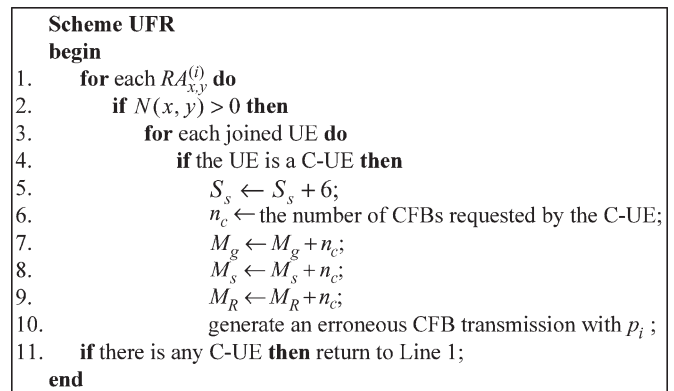 Scheme UFR
begin
1. for each RA_{x,y}^{(i)} do
2. if N(x, y) > 0 then
3. for each joined UE do
4. if the UE is a C-UE then
5. S_s ← S_s + 6;
6. n_c ← the number of CFBs requested by the C-UE;
7. M_g ← M_g + n_c;
8. M_s ← M_s + n_c;
9. M_R ← M_R + n_c;
10. generate an erroneous CFB transmission with p_i ;
11. if there is any C-UE then return to Line 1;
end